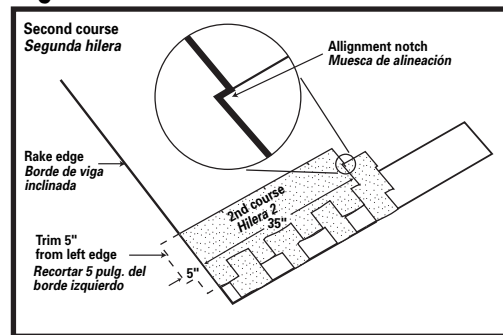 Second course
Segunda hilera
Allignment notch
Muesca de alineación
Rake edge
Borde de viga
inclinada
2nd course
Hilera 2
35"
Trim 5"
from left edge
Recortar 5 pulg. del
borde izquierdo
5"